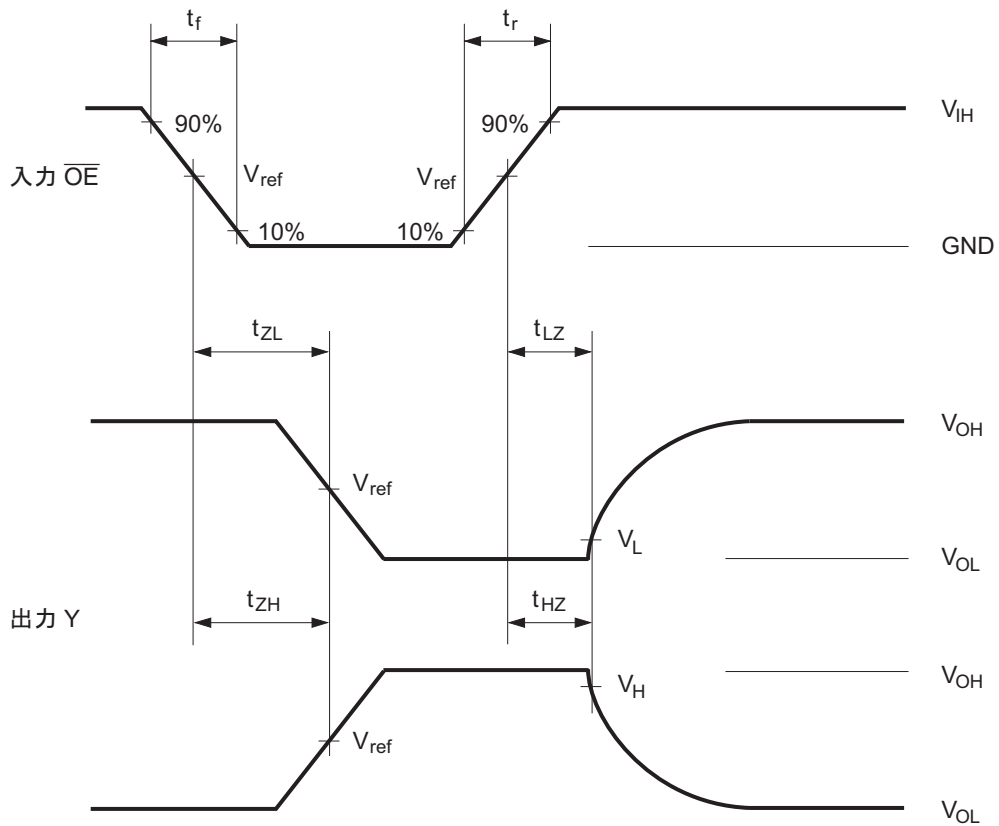 tf
tr
90%
90%
VIH
入力 OE
Vref
Vref
10%
10%
GND
tZL
tLZ
VOH
Vref
VL
VOL
tZH
tHZ
出力 Y
VH
VOH
Vref
VOL